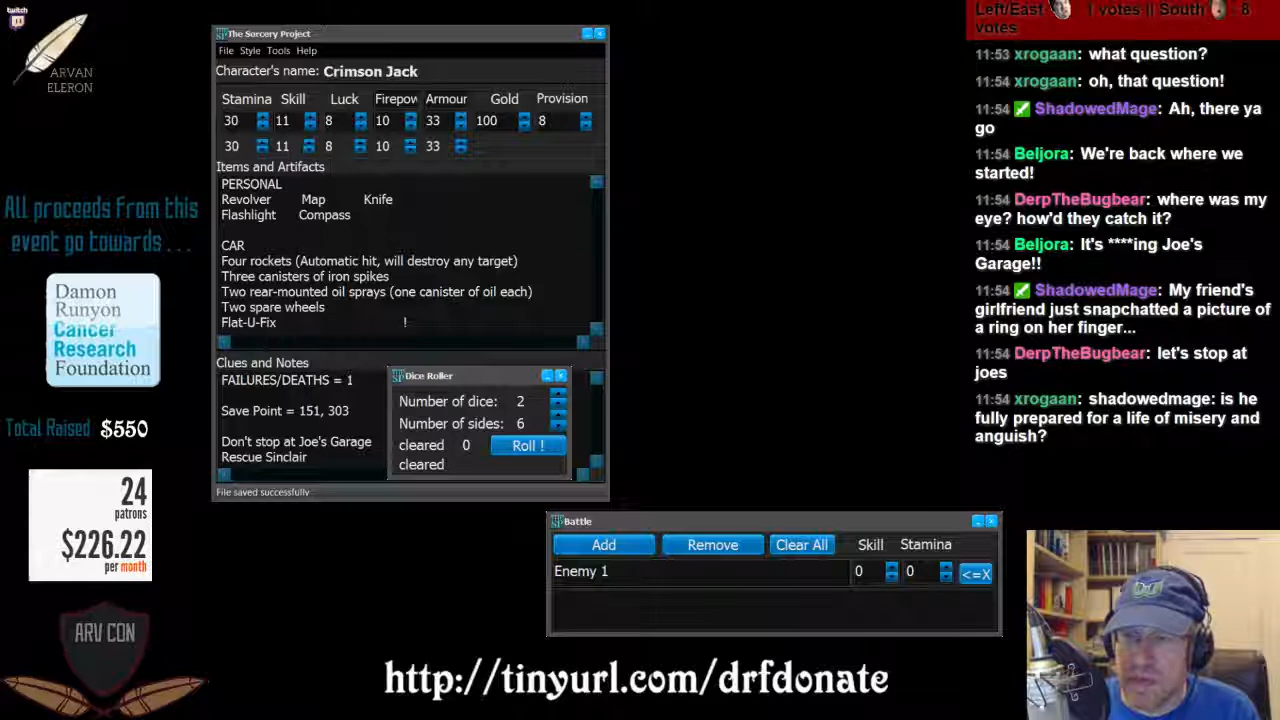 twitch
ARVAN
ELERON
All proceeds from this
event go towards . . .
Damon
Runyon
Cancer
Research
Foundation
Total Raised $550
24
patrons
$226.22
per month
ARV CON
The Sorcery Project
File Style Tools Help
Character's name: Crimson Jack
Stamina Skill Luck Firepow Armour Gold Provision
30 11 8 10 33 100 8
30 11 8 10 33
Items and Artifacts
PERSONAL
Revolver Map Knife
Flashlight Compass
CAR
Four rockets (Automatic hit, will destroy any target)
Three canisters of iron spikes
Two rear-mounted oil sprays (one canister of oil each)
Two spare wheels
Flat-U-Fix !
Clues and Notes
FAILURES/DEATHS = 1
Save Point = 151, 303
Don't stop at Joe's Garage
Rescue Sinclair
File saved successfully
Dice Roller
Number of dice: 2
Number of sides: 6
cleared 0 Roll !
cleared
Battle
Add Remove Clear All Skill Stamina
Enemy 1 0 0 <=X
http://tinyurl.com/drfdonate
Left/East 1 votes || South 8
votes
11:53 xrogaan: what question?
11:54 xrogaan: oh, that question!
11:54 ShadowedMage: Ah, there ya
go
11:54 Beljora: We're back where we
started!
11:54 DerpTheBugbear: where was my
eye? how'd they catch it?
11:54 Beljora: It's ****ing Joe's
Garage!!
11:54 ShadowedMage: My friend's
girlfriend just snapchatted a picture of
a ring on her finger...
11:54 DerpTheBugbear: let's stop at
joes
11:54 xrogaan: shadowedmage: is he
fully prepared for a life of misery and
anguish?